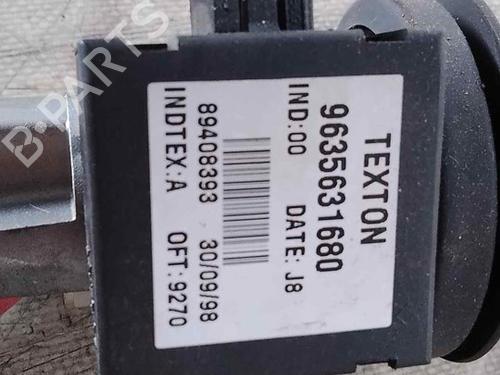 TEXTON
9635631680
IND:00 DATE: J8
89408393 30/09/98
INDTEX:A OFT:9270
B-PARTS